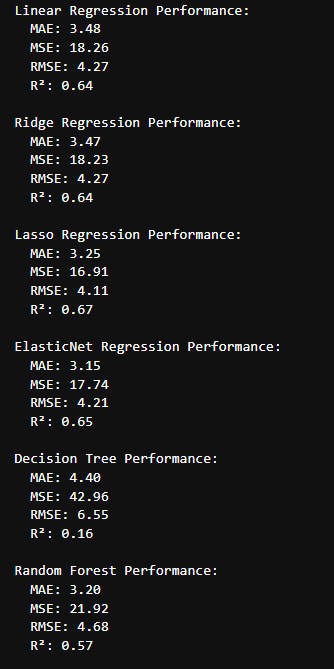 Linear Regression Performance:
MAE: 3.48
MSE: 18.26
RMSE: 4.27
R²: 0.64
Ridge Regression Performance:
MAE: 3.47
MSE: 18.23
RMSE: 4.27
R²: 0.64
Lasso Regression Performance:
MAE: 3.25
MSE: 16.91
RMSE: 4.11
R²: 0.67
ElasticNet Regression Performance:
MAE: 3.15
MSE: 17.74
RMSE: 4.21
R²: 0.65
Decision Tree Performance:
MAE: 4.40
MSE: 42.96
RMSE: 6.55
R²: 0.16
Random Forest Performance:
MAE: 3.20
MSE: 21.92
RMSE: 4.68
R²: 0.57